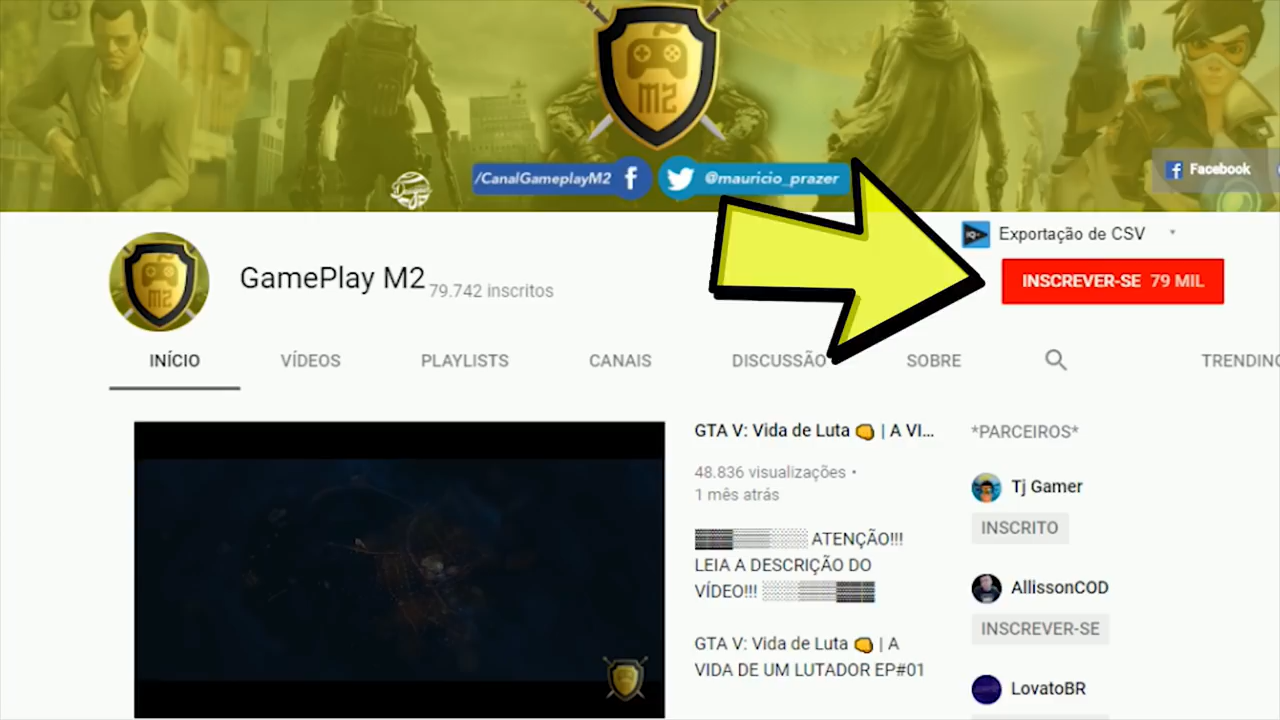 M2
/CanalGameplayM2
@mauricio_prazer
Facebook
Exportação de CSV
INSCREVER-SE 79 MIL
M2
GamePlay M2 79.742 inscritos
INÍCIO VÍDEOS PLAYLISTS CANAIS DISCUSSÃO SOBRE TRENDING
GTA V: Vida de Luta 👊 | A VI...
48.836 visualizações •
1 mês atrás
ATENÇÃO!!!
LEIA A DESCRIÇÃO DO
VÍDEO!!!
GTA V: Vida de Luta 👊 | A
VIDA DE UM LUTADOR EP#01
*PARCEIROS*
Tj Gamer
INSCRITO
AllissonCOD
INSCREVER-SE
LovatoBR